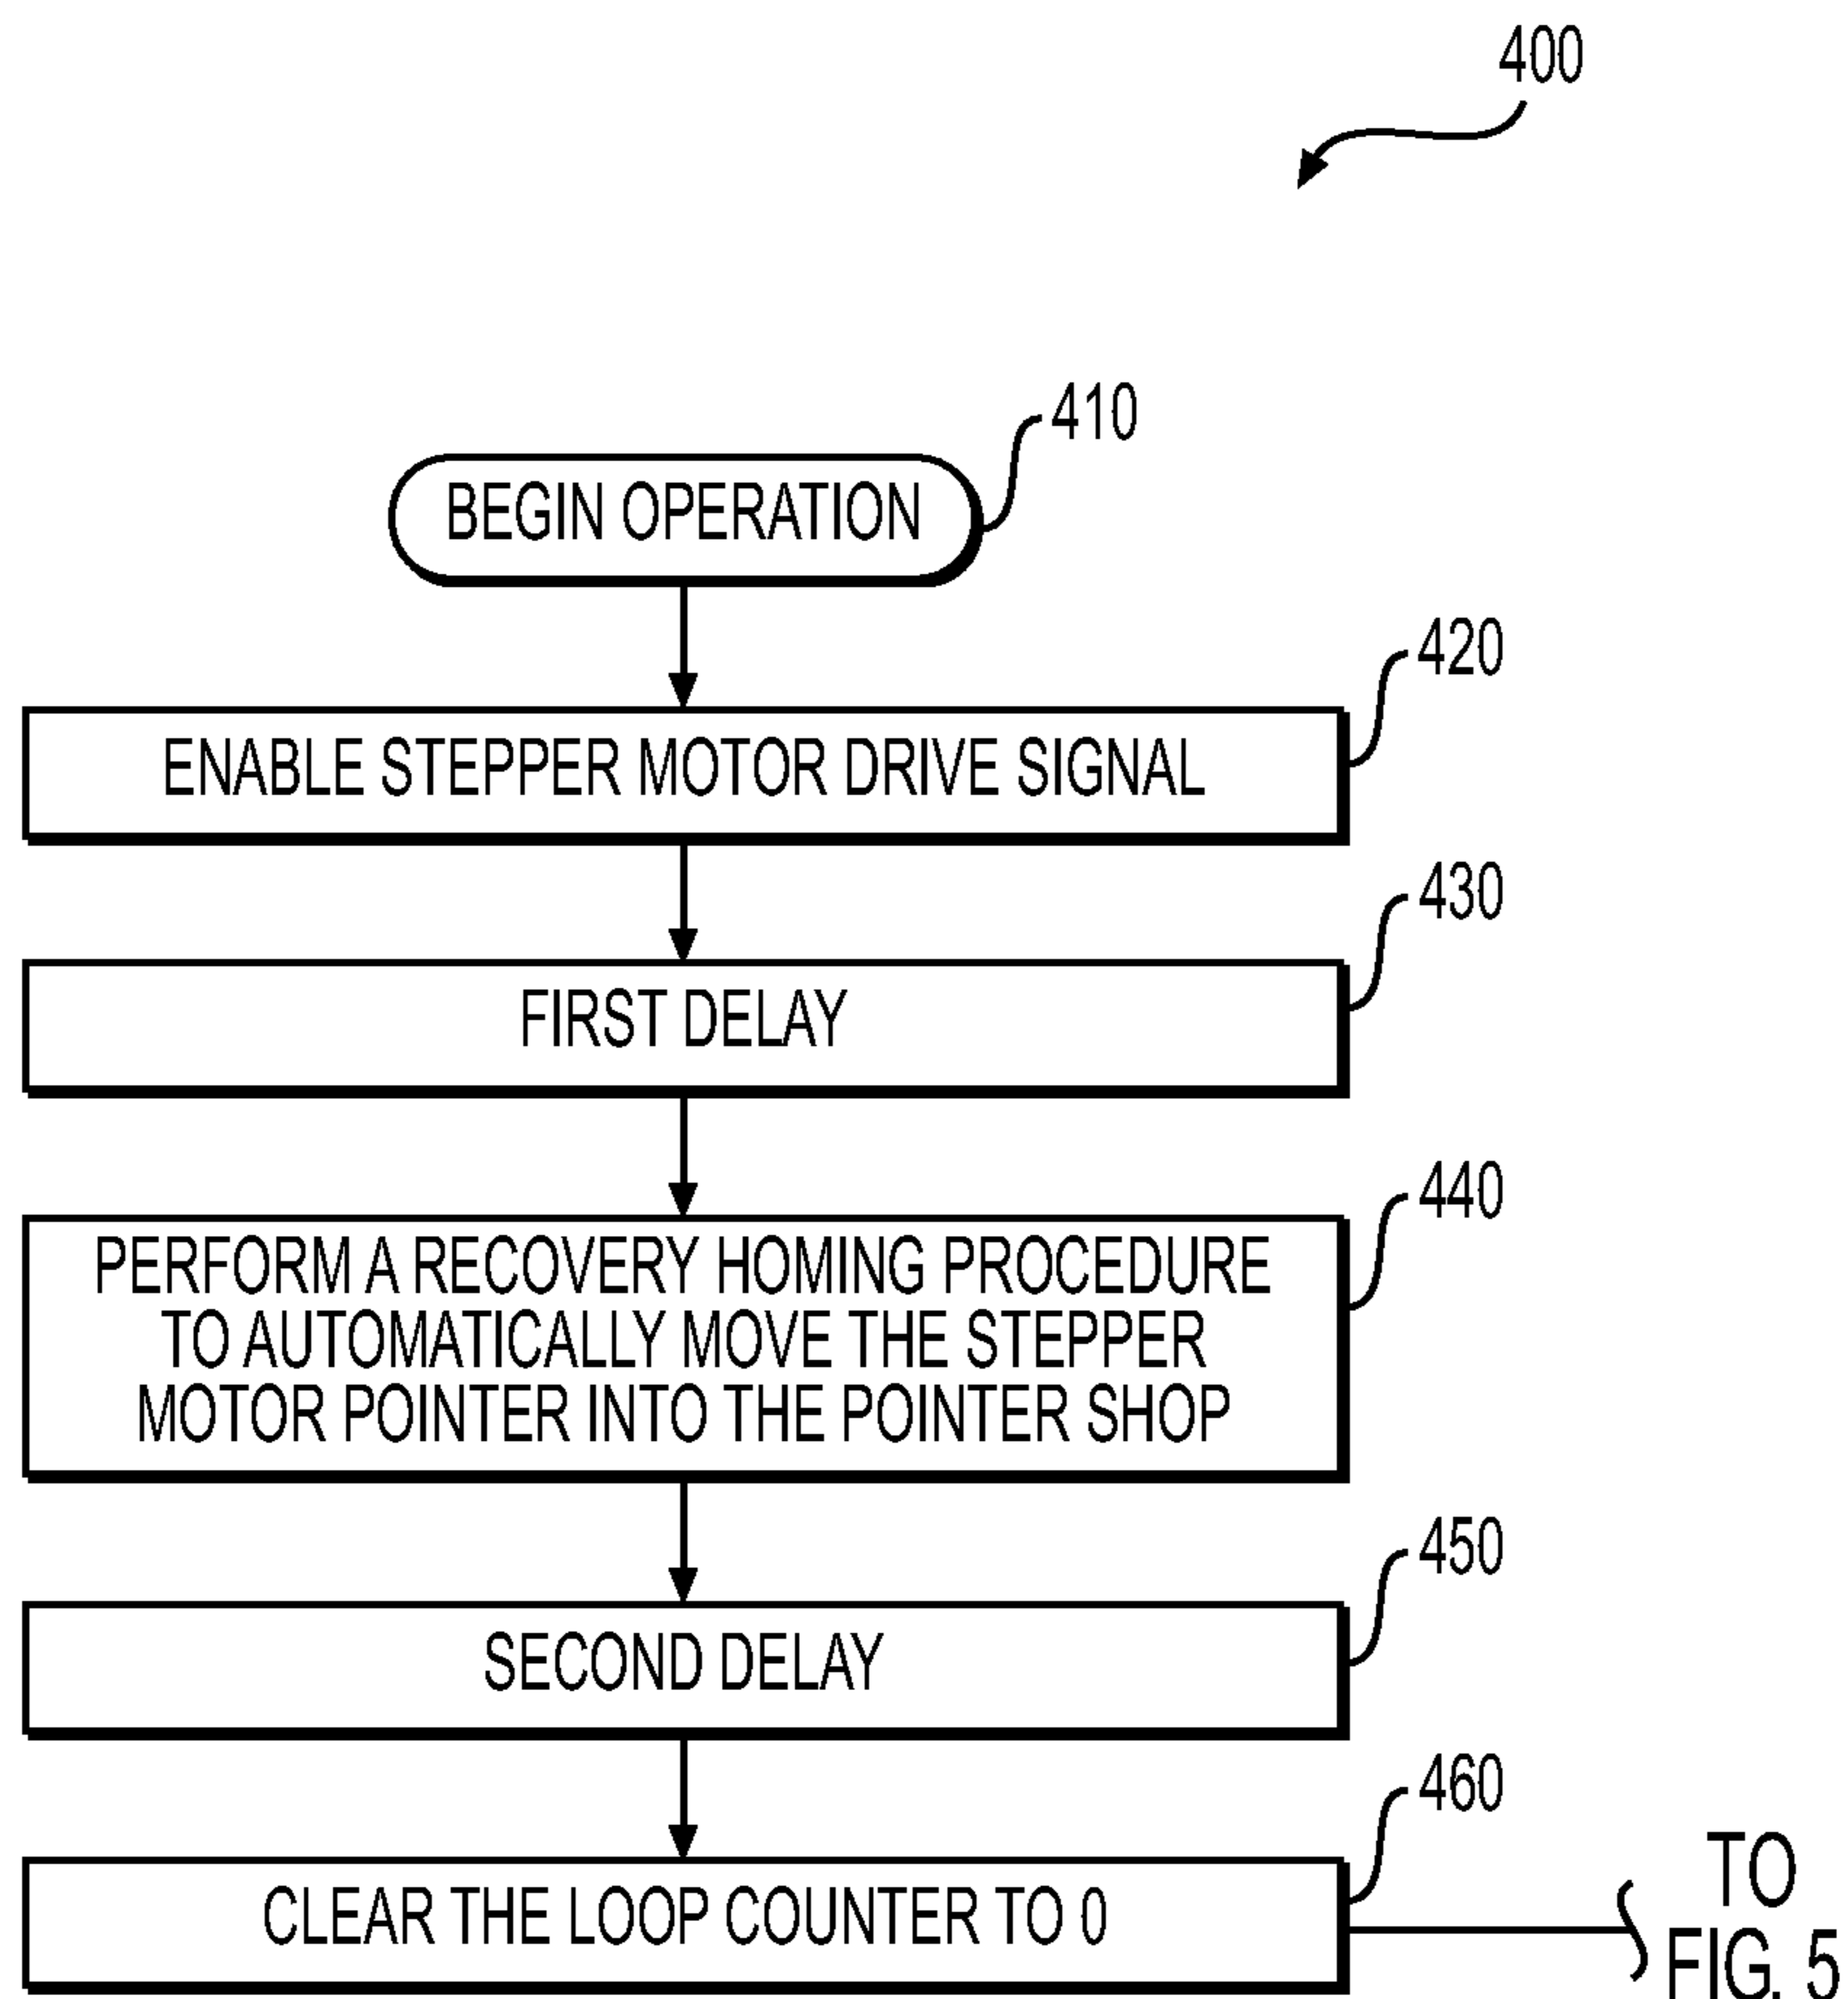 400
410
BEGIN OPERATION
420
ENABLE STEPPER MOTOR DRIVE SIGNAL
430
FIRST DELAY
440
PERFORM A RECOVERY HOMING PROCEDURE
TO AUTOMATICALLY MOVE THE STEPPER
MOTOR POINTER INTO THE POINTER SHOP
450
SECOND DELAY
460
CLEAR THE LOOP COUNTER TO 0
TO
FIG. 5